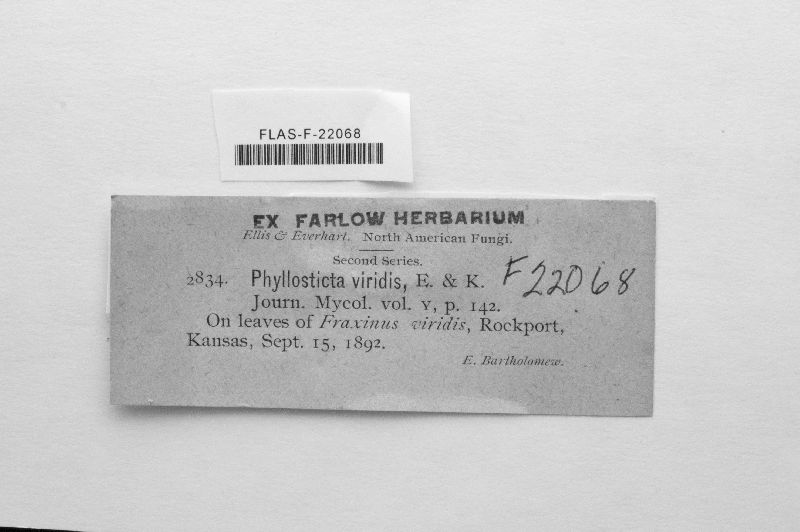 FLAS-F-22068
EX FARLOW HERBARIUM
Ellis & Everhart. North American Fungi.
Second Series.
2834. Phyllosticta viridis, E. & K. F22068
Journ. Mycol. vol. V, p. 142.
On leaves of Fraxinus viridis, Rockport,
Kansas, Sept. 15, 1892.
E. Bartholomew.